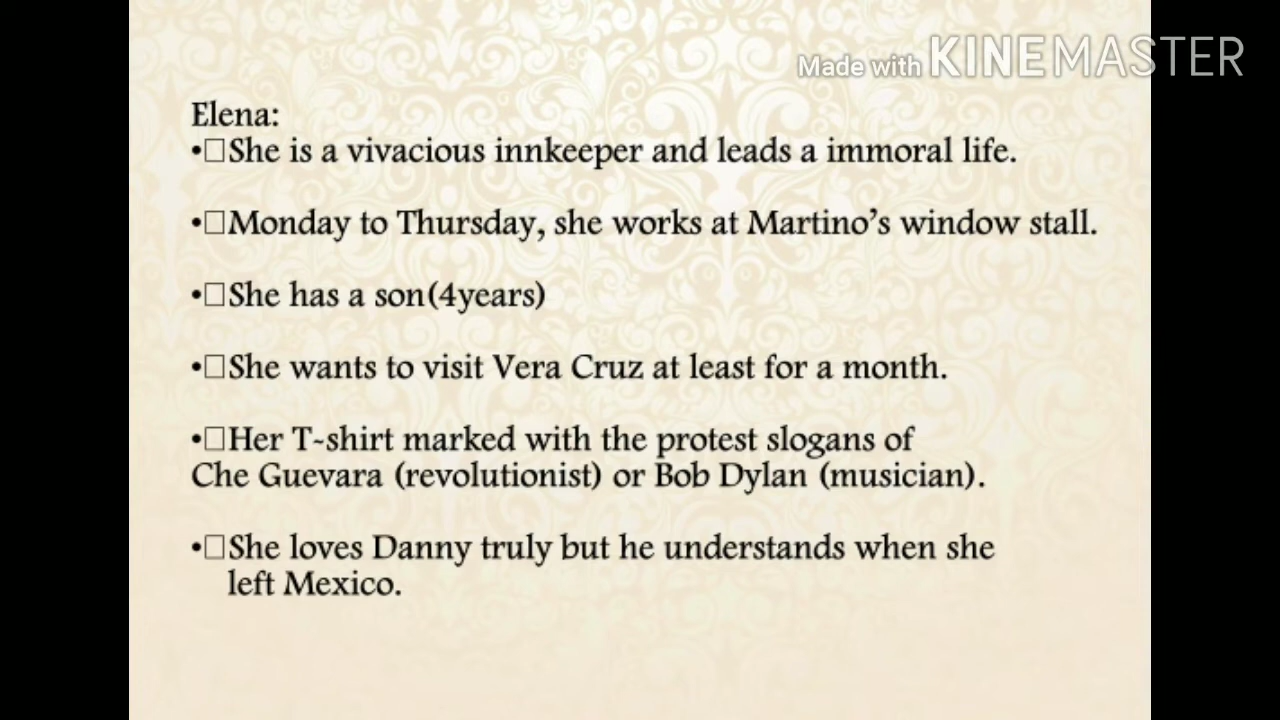 Made with KINEMASTER
Elena:
•□She is a vivacious innkeeper and leads a immoral life.
•□Monday to Thursday, she works at Martino’s window stall.
•□She has a son(4years)
•□She wants to visit Vera Cruz at least for a month.
•□Her T-shirt marked with the protest slogans of
Che Guevara (revolutionist) or Bob Dylan (musician).
•□She loves Danny truly but he understands when she
left Mexico.